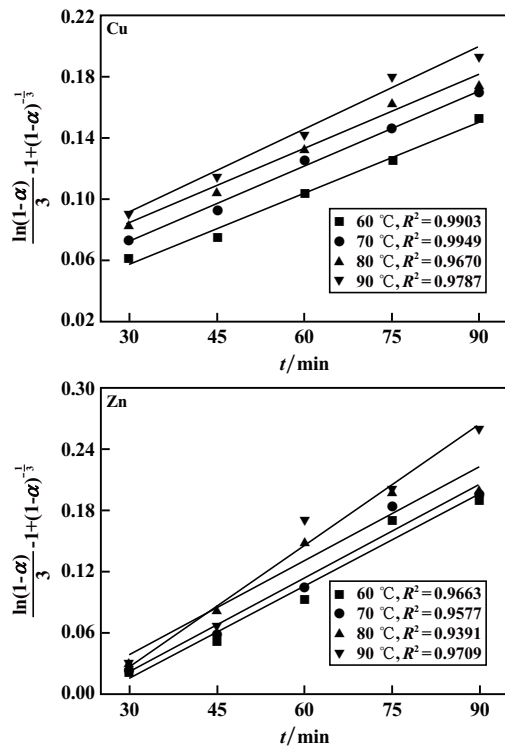 Cu
0.22
0.18
0.14
0.10
0.06
0.02
ln(1-α)/3 -1+(1-α)^-1/3
60 ℃, R² = 0.9903
70 ℃, R² = 0.9949
80 ℃, R² = 0.9670
90 ℃, R² = 0.9787
30 45 60 75 90
t/min
Zn
0.30
0.24
0.18
0.12
0.06
0.00
ln(1-α)/3 -1+(1-α)^-1/3
60 ℃, R² = 0.9663
70 ℃, R² = 0.9577
80 ℃, R² = 0.9391
90 ℃, R² = 0.9709
30 45 60 75 90
t/min